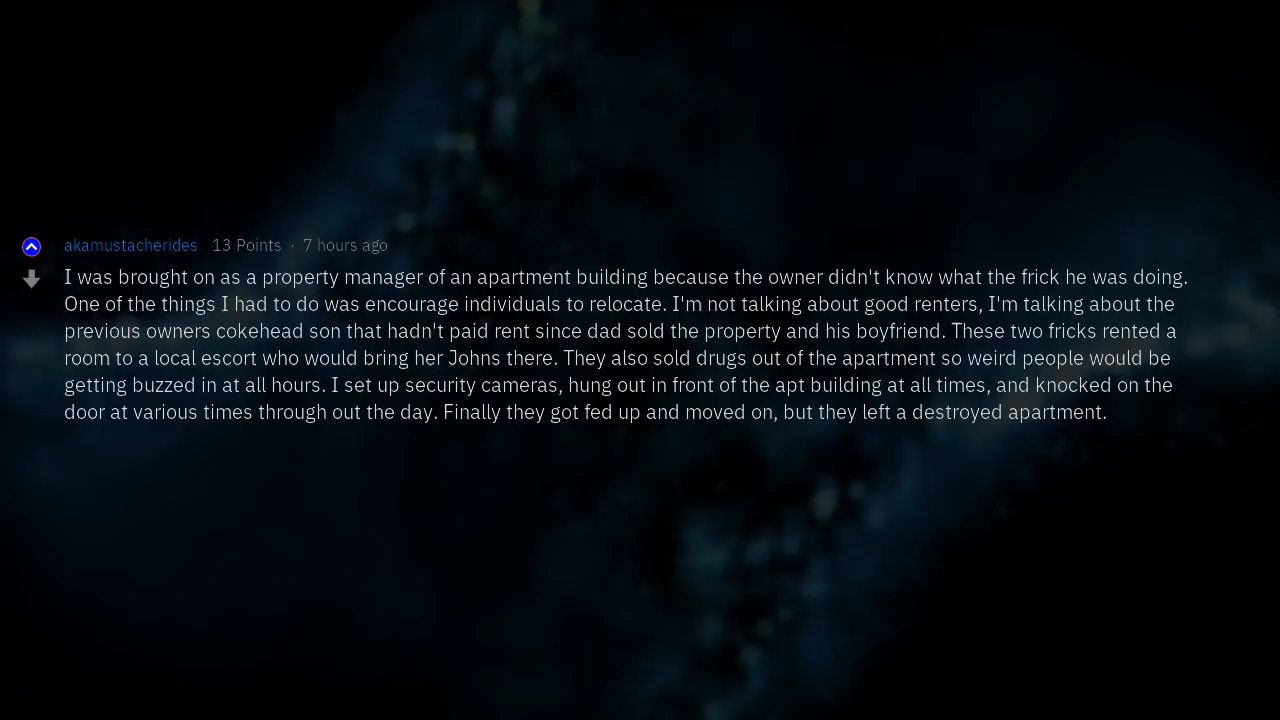 akamustacherides 13 Points · 7 hours ago
I was brought on as a property manager of an apartment building because the owner didn't know what the frick he was doing.
One of the things I had to do was encourage individuals to relocate. I'm not talking about good renters, I'm talking about the
previous owners cokehead son that hadn't paid rent since dad sold the property and his boyfriend. These two fricks rented a
room to a local escort who would bring her Johns there. They also sold drugs out of the apartment so weird people would be
getting buzzed in at all hours. I set up security cameras, hung out in front of the apt building at all times, and knocked on the
door at various times through out the day. Finally they got fed up and moved on, but they left a destroyed apartment.